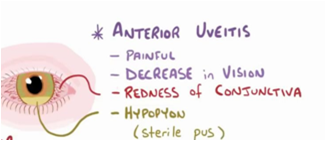 * ANTERIOR UVEITIS
- PAINFUL
- DECREASE in VISION
- REDNESS of CONJUNCTIVA
- HYPOPYON
(sterile pus)